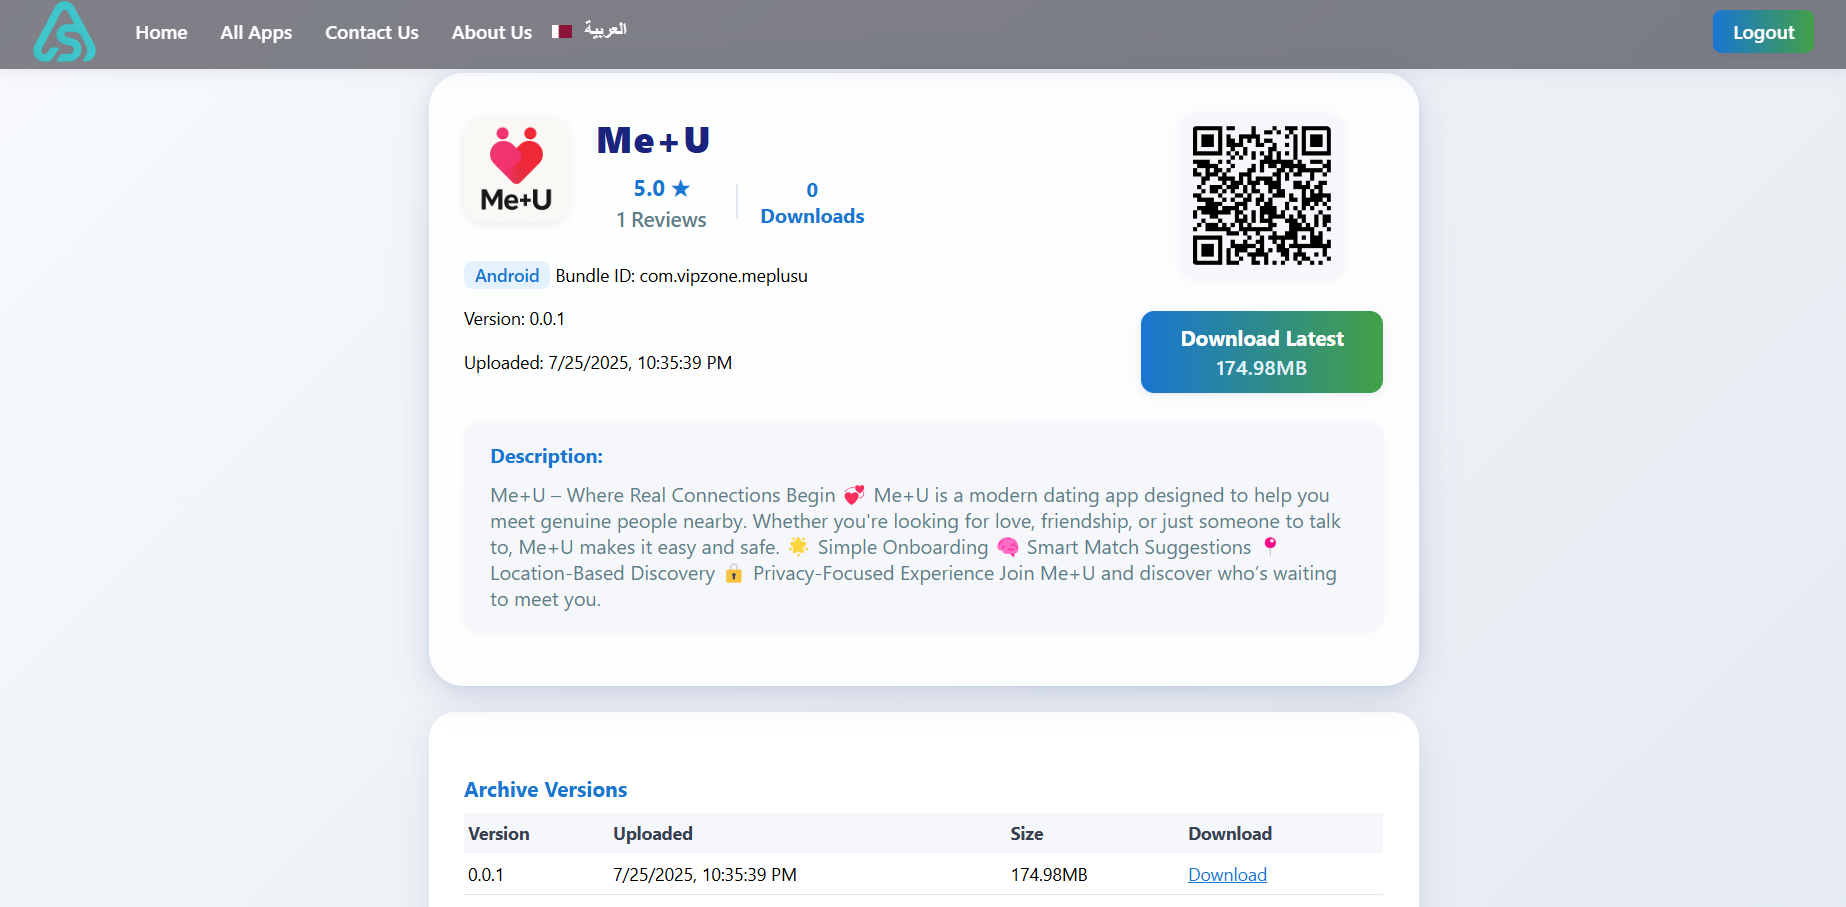 Home All Apps Contact Us About Us العربية Logout
Me+U
Me+U
5.0 ★
1 Reviews
0
Downloads
Android Bundle ID: com.vipzone.meplusu
Version: 0.0.1
Uploaded: 7/25/2025, 10:35:39 PM
Download Latest
174.98MB
Description:
Me+U – Where Real Connections Begin 💞 Me+U is a modern dating app designed to help you
meet genuine people nearby. Whether you're looking for love, friendship, or just someone to talk
to, Me+U makes it easy and safe. 🌟 Simple Onboarding 🧠 Smart Match Suggestions 📍
Location-Based Discovery 🔒 Privacy-Focused Experience Join Me+U and discover who’s waiting
to meet you.
Archive Versions
Version Uploaded Size Download
0.0.1 7/25/2025, 10:35:39 PM 174.98MB Download